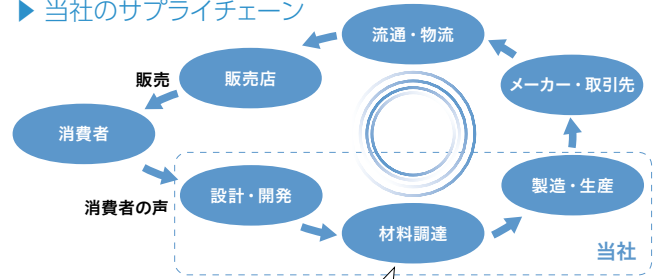 ▶ 当社のサプライチェーン
流通・物流
販売
販売店
メーカー・取引先
消費者
設計・開発
製造・生産
消費者の声
材料調達
当社